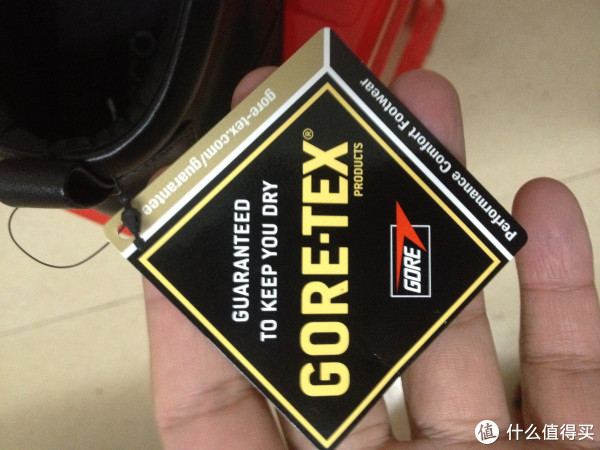 gore-tex.com/guarantee
Performance Comfort Footwear
GUARANTEED
TO KEEP YOU DRY
GORE-TEX®
PRODUCTS
GORE
值 什么值得买